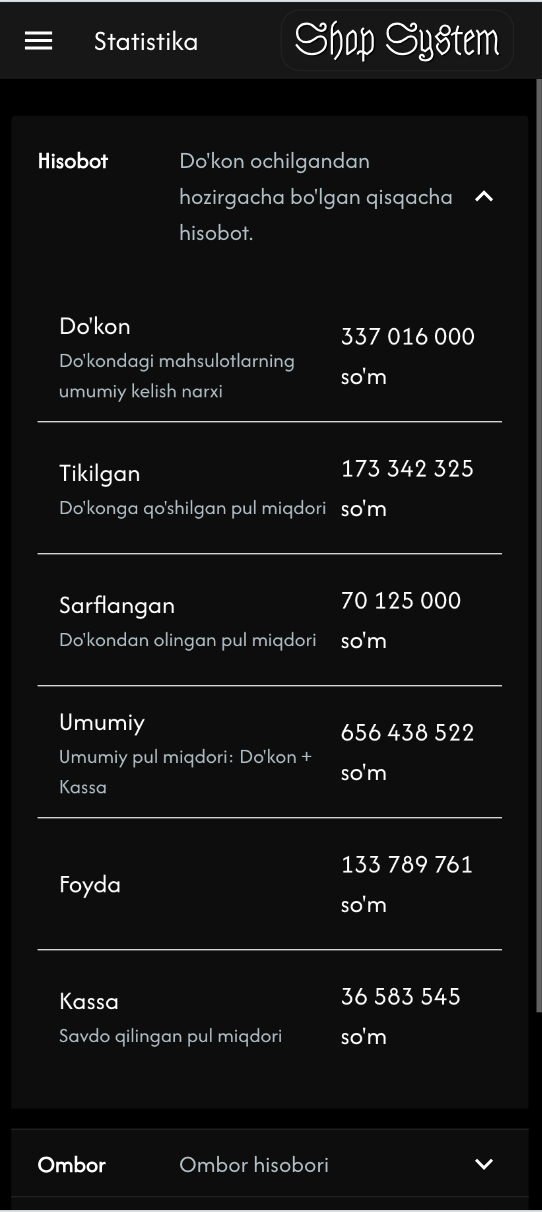 Statistika
Shop System
Hisobot
Do'kon ochilgandan
hozirgacha bo'lgan qisqacha
hisobot.
Do'kon
Do'kondagi mahsulotlarning
umumiy kelish narxi
337 016 000
so'm
Tikilgan
Do'konga qo'shilgan pul miqdori
173 342 325
so'm
Sarflangan
Do'kondan olingan pul miqdori
70 125 000
so'm
Umumiy
Umumiy pul miqdori: Do'kon +
Kassa
656 438 522
so'm
Foyda
133 789 761
so'm
Kassa
Savdo qilingan pul miqdori
36 583 545
so'm
Ombor
Ombor hisobori